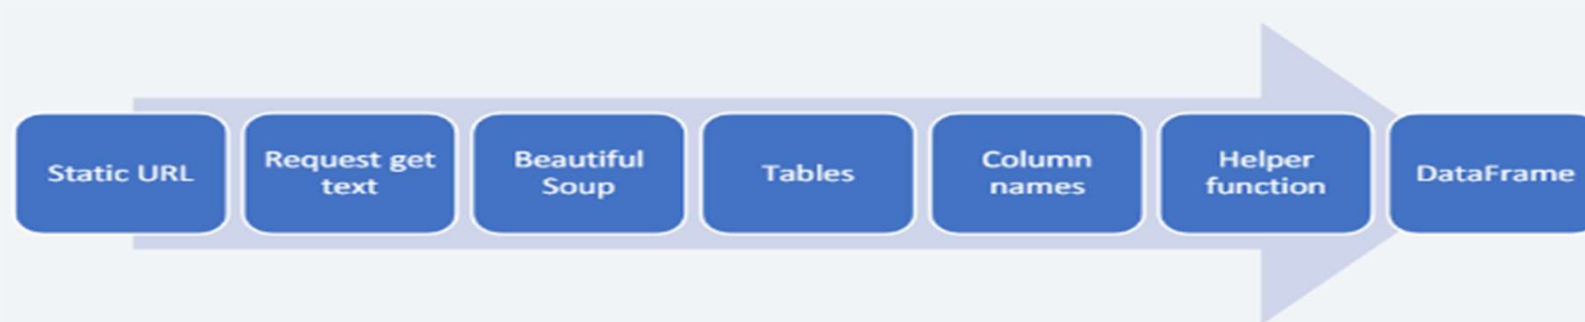 Static URL
Request get
text
Beautiful
Soup
Tables
Column
names
Helper
function
DataFrame